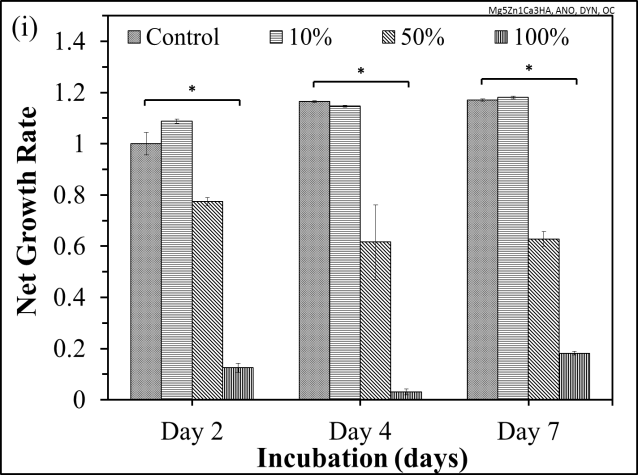 Mg5Zn1Ca3HA, ANO, DYN, OC
(i)
Control 10% 50% 100%
Net Growth Rate
1.4
1.2
1
0.8
0.6
0.4
0.2
0
* * *
Day 2 Day 4 Day 7
Incubation (days)